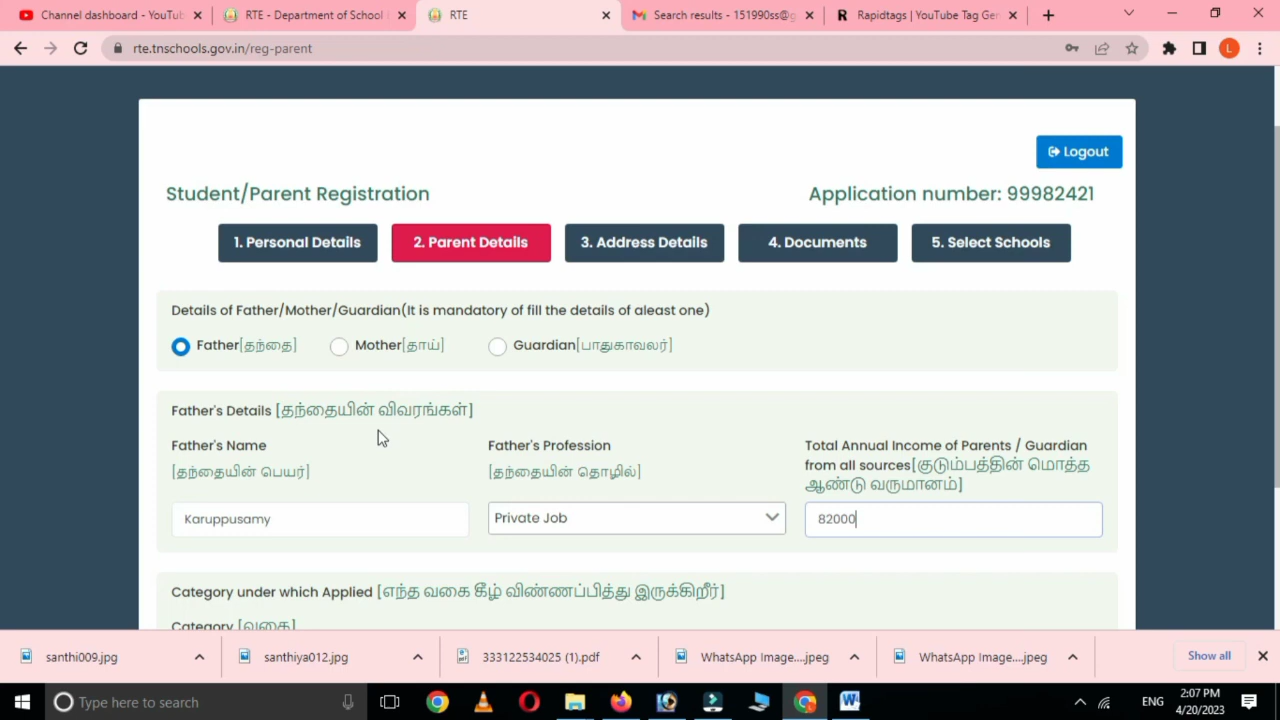 Channel dashboard - YouTub
RTE - Department of School
RTE
Search results - 151990ss@g
Rapidtags | YouTube Tag Gen
rte.tnschools.gov.in/reg-parent
L
Logout
Student/Parent Registration
Application number: 99982421
1. Personal Details
2. Parent Details
3. Address Details
4. Documents
5. Select Schools
Details of Father/Mother/Guardian(It is mandatory of fill the details of aleast one)
Father[தந்தை]
Mother[தாய்]
Guardian[பாதுகாவலர்]
Father's Details [தந்தையின் விவரங்கள்]
Father's Name
[தந்தையின் பெயர்]
Father's Profession
[தந்தையின் தொழில்]
Total Annual Income of Parents / Guardian
from all sources[குடும்பத்தின் மொத்த
ஆண்டு வருமானம்]
Karuppusamy
Private Job
82000
Category under which Applied [எந்த வகை கீழ் விண்ணப்பித்து இருக்கிறீர்]
Category [வகை]
santhi009.jpg
santhiya012.jpg
333122534025 (1).pdf
WhatsApp Image....jpeg
WhatsApp Image....jpeg
Show all
Type here to search
ENG
2:07 PM
4/20/2023